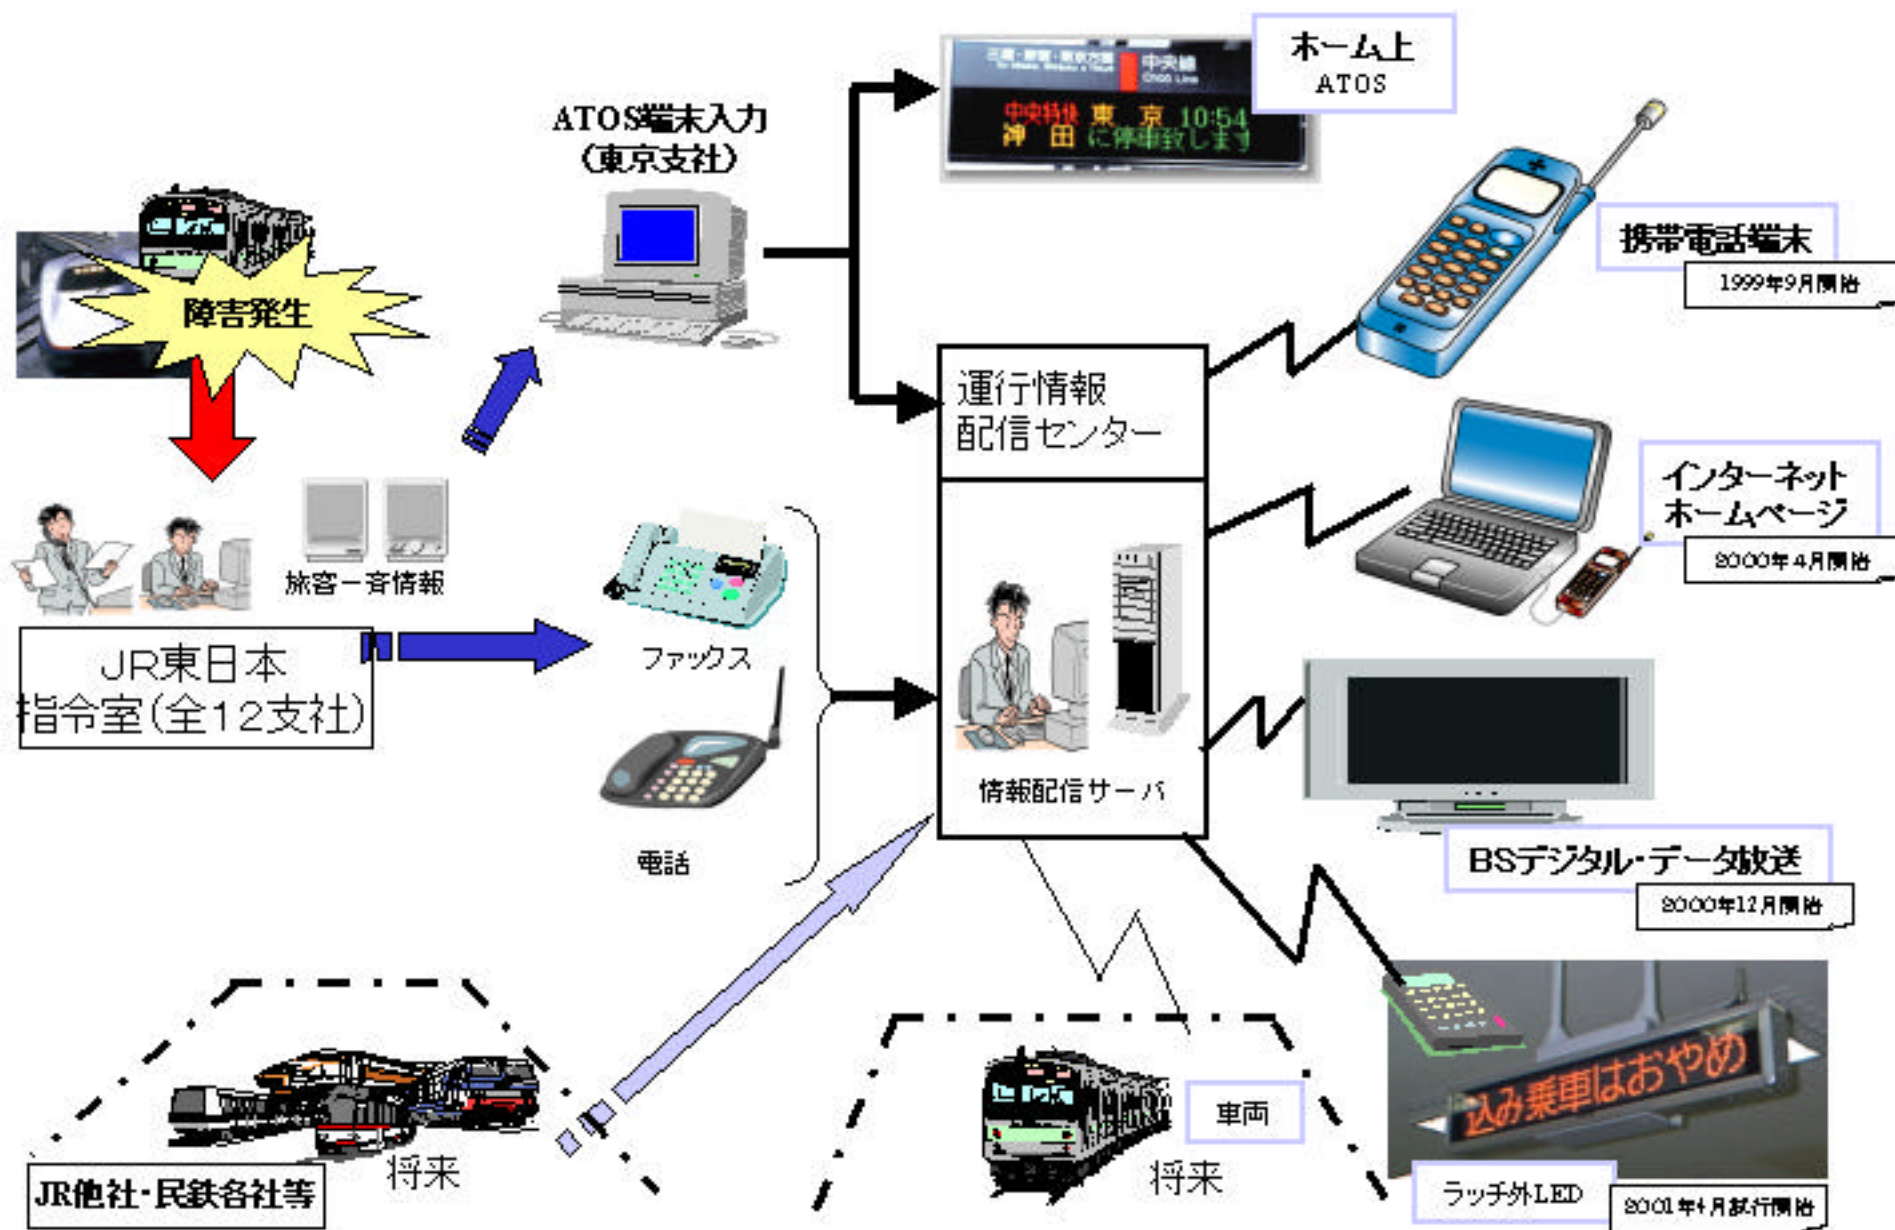 ホーム上
ATOS
中央線
Chuo Line
中央特快 東 京 10:54
神 田 に停車致します
ATOS端末入力
(東京支社)
携帯電話端末
1999年9月開始
障害発生
運行情報
配信センター
インターネット
ホームページ
2000年4月開始
旅客一斉情報
JR東日本
指令室(全12支社)
ファックス
電話
情報配信サーバ
BSデジタル・データ放送
2000年12月開始
込み乗車はおやめ
車両
将来
JR他社・民鉄各社等
将来
ラッチ外LED
2001年4月試行開始